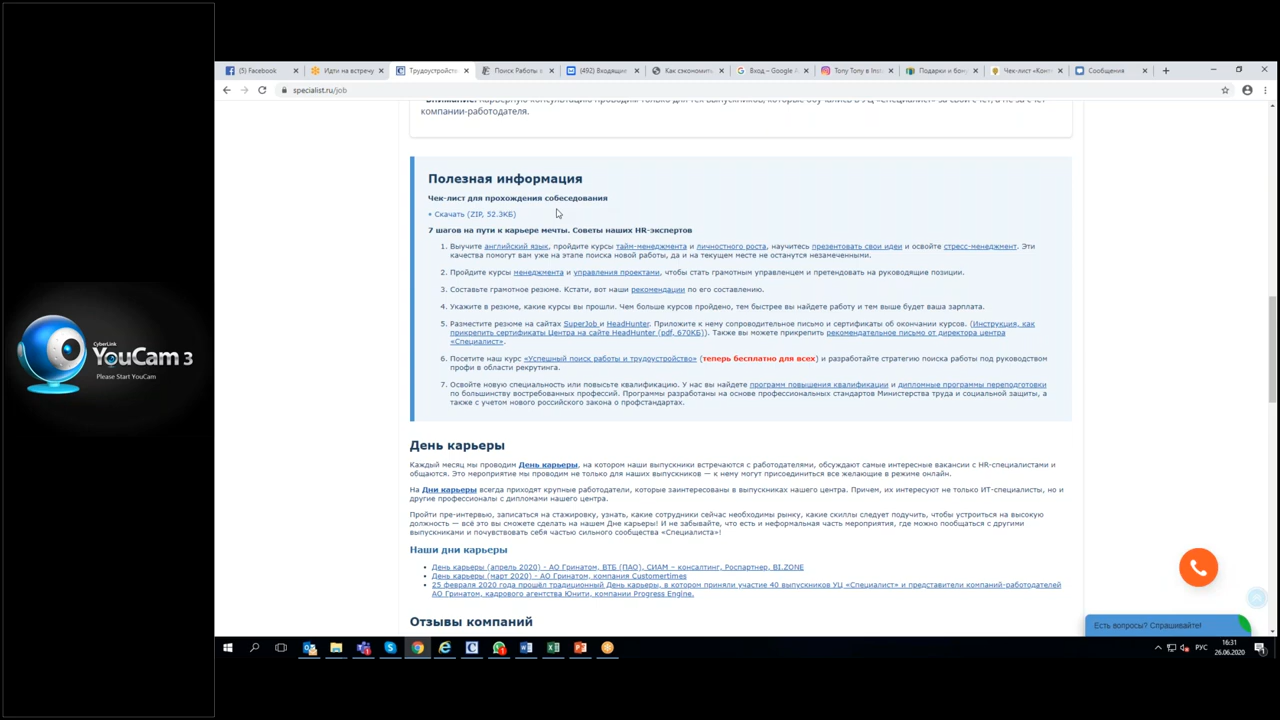 (5) Facebook
Идти на встречу
Трудоустройст
Поиск Работы в
(492) Входящие
Как сэкономить
Вход – Google A
Tony Tony в Inst
Подарки и бону
Чек-лист «Конт
Сообщения
specialist.ru/job
компании-работодателя.
Полезная информация
Чек-лист для прохождения собеседования
• Скачать (ZIP, 52.3КБ)
7 шагов на пути к карьере мечты. Советы наших HR-экспертов
1. Выучите английский язык, пройдите курсы тайм-менеджмента и личностного роста, научитесь презентовать свои идеи и освойте стресс-менеджмент. Эти
качества помогут вам уже на этапе поиска новой работы, да и на текущем месте не останутся незамеченными.
2. Пройдите курсы менеджмента и управления проектами, чтобы стать грамотным управленцем и претендовать на руководящие позиции.
3. Составьте грамотное резюме. Кстати, вот наши рекомендации по его составлению.
4. Укажите в резюме, какие курсы вы прошли. Чем больше курсов пройдено, тем быстрее вы найдете работу и тем выше будет ваша зарплата.
5. Разместите резюме на сайтах SuperJob и HeadHunter. Приложите к нему сопроводительное письмо и сертификаты об окончании курсов. (Инструкция, как
прикрепить сертификаты Центра на сайте HeadHunter (pdf, 670КБ)). Также вы можете прикрепить рекомендательное письмо от директора центра
«Специалист».
6. Посетите наш курс «Успешный поиск работы и трудоустройство» (теперь бесплатно для всех) и разработайте стратегию поиска работы под руководством
профи в области рекрутинга.
7. Освойте новую специальность или повысьте квалификацию. У нас вы найдете программ повышения квалификации и дипломные программы переподготовки
по большинству востребованных профессий. Программы разработаны на основе профессиональных стандартов Министерства труда и социальной защиты, а
также с учетом нового российского закона о профстандартах.
День карьеры
Каждый месяц мы проводим День карьеры, на котором наши выпускники встречаются с работодателями, обсуждают самые интересные вакансии с HR-специалистами и
общаются. Это мероприятие мы проводим не только для наших выпускников — к нему могут присоединиться все желающие в режиме онлайн.
На Дни карьеры всегда приходят крупные работодатели, которые заинтересованы в выпускниках нашего центра. Причем, их интересуют не только ИТ-специалисты, но и
другие профессионалы с дипломами нашего центра.
Пройти пре-интервью, записаться на стажировку, узнать, какие сотрудники сейчас необходимы рынку, какие скиллы следует подучить, чтобы устроиться на высокую
должность — всё это вы сможете сделать на нашем Дне карьеры! И не забывайте, что есть и неформальная часть мероприятия, где можно пообщаться с другими
выпускниками и почувствовать себя частью сильного сообщества «Специалиста»!
Наши дни карьеры
• День карьеры (апрель 2020) - АО Гринатом, ВТБ (ПАО), СИАМ – консалтинг, Роспартнер, BI.ZONE
• День карьеры (март 2020) - АО Гринатом, компания Customertimes
• 25 февраля 2020 года прошёл традиционный День карьеры, в котором приняли участие 40 выпускников УЦ «Специалист» и представители компаний-работодателей
АО Гринатом, кадрового агентства Юнити, компании Progress Engine.
Отзывы компаний
Есть вопросы? Спрашивайте!
CyberLink
YouCam 3
Please Start YouCam
РУС
16:31
26.06.2020